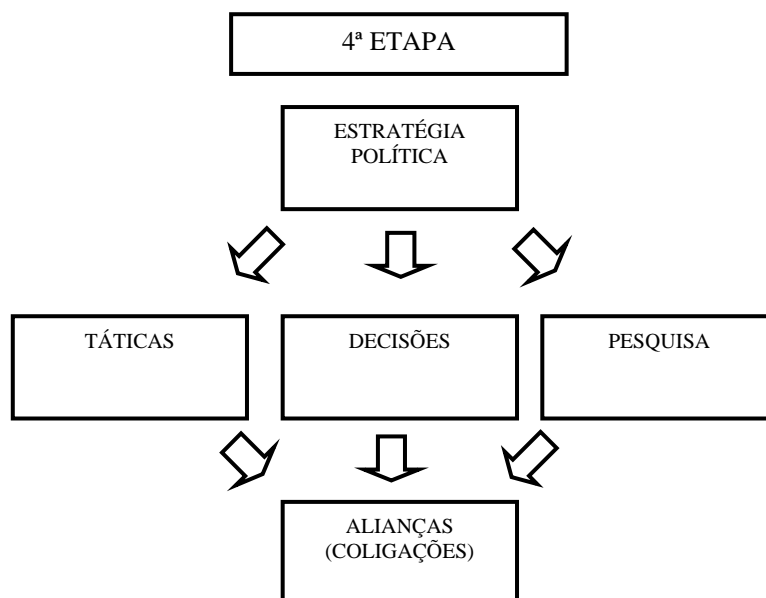 4ª ETAPA
ESTRATÉGIA
POLÍTICA
TÁTICAS
DECISÕES
PESQUISA
ALIANÇAS
(COLIGAÇÕES)